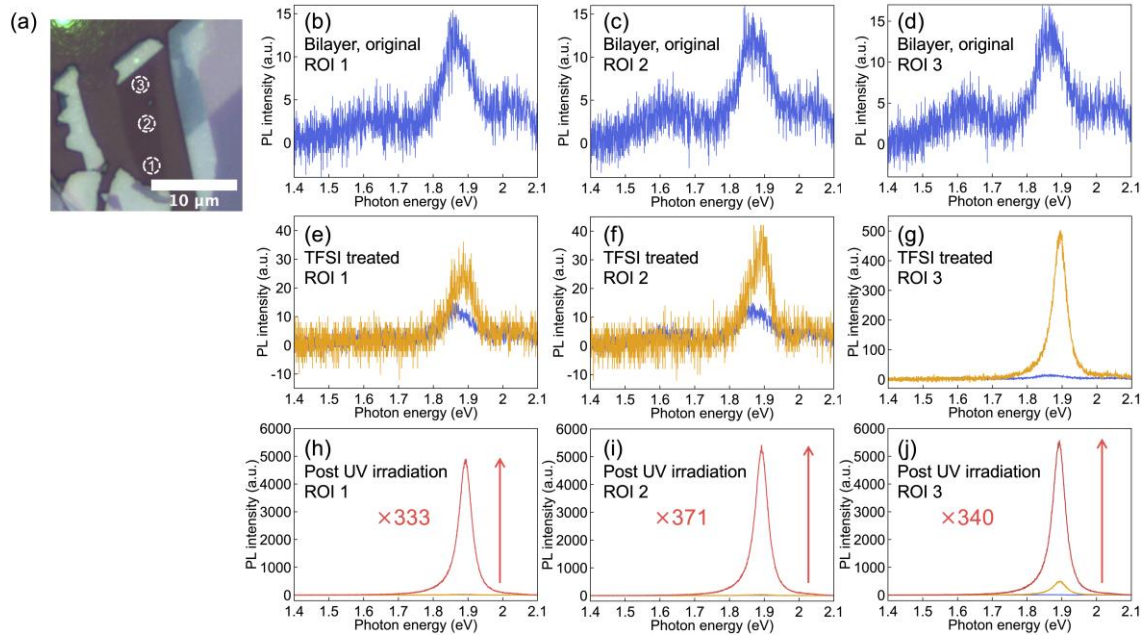 (a)
③
②
①
10 μm
(b)
Bilayer, original
ROI 1
PL intensity (a.u.)
15
10
5
0
1.4 1.5 1.6 1.7 1.8 1.9 2 2.1
Photon energy (eV)
(c)
Bilayer, original
ROI 2
PL intensity (a.u.)
15
10
5
0
1.4 1.5 1.6 1.7 1.8 1.9 2 2.1
Photon energy (eV)
(d)
Bilayer, original
ROI 3
PL intensity (a.u.)
15
10
5
0
1.4 1.5 1.6 1.7 1.8 1.9 2 2.1
Photon energy (eV)
(e)
TFSI treated
ROI 1
PL intensity (a.u.)
40
30
20
10
0
-10
1.4 1.5 1.6 1.7 1.8 1.9 2 2.1
Photon energy (eV)
(f)
TFSI treated
ROI 2
PL intensity (a.u.)
40
30
20
10
0
-10
1.4 1.5 1.6 1.7 1.8 1.9 2 2.1
Photon energy (eV)
(g)
TFSI treated
ROI 3
PL intensity (a.u.)
500
400
300
200
100
0
1.4 1.5 1.6 1.7 1.8 1.9 2 2.1
Photon energy (eV)
(h)
Post UV irradiation
ROI 1
×333
PL intensity (a.u.)
6000
5000
4000
3000
2000
1000
0
1.4 1.5 1.6 1.7 1.8 1.9 2 2.1
Photon energy (eV)
(i)
Post UV irradiation
ROI 2
×371
PL intensity (a.u.)
6000
5000
4000
3000
2000
1000
0
1.4 1.5 1.6 1.7 1.8 1.9 2 2.1
Photon energy (eV)
(j)
Post UV irradiation
ROI 3
×340
PL intensity (a.u.)
6000
5000
4000
3000
2000
1000
0
1.4 1.5 1.6 1.7 1.8 1.9 2 2.1
Photon energy (eV)